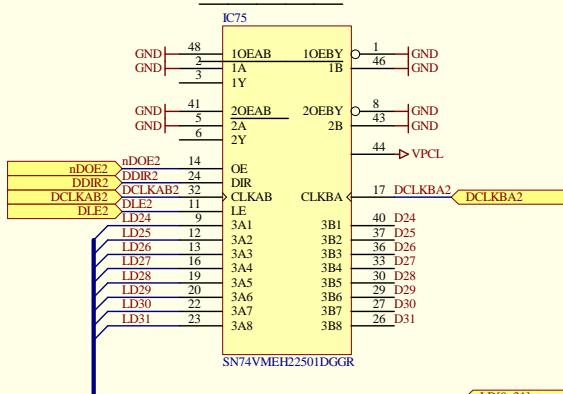 IC75
GND 48 1OEAB 1OEBY 1 GND
GND 2 1A 1B 46 GND
3 1Y
GND 41 2OEAB 2OEBY 8 GND
GND 5 2A 2B 43 GND
6 2Y
44 VPCL
nDOE2 nDOE2 14 OE
DDIR2 DDIR2 24 DIR
DCLKAB2 DCLKAB2 32 CLKAB CLKBA 17 DCLKBA2 DCLKBA2
DLE2 DLE2 11 LE
LD24 9 3A1 3B1 40 D24
LD25 12 3A2 3B2 37 D25
LD26 13 3A3 3B3 36 D26
LD27 16 3A4 3B4 33 D27
LD28 19 3A5 3B5 30 D28
LD29 20 3A6 3B6 29 D29
LD30 22 3A7 3B7 27 D30
LD31 23 3A8 3B8 26 D31
SN74VMEH22501DGGR